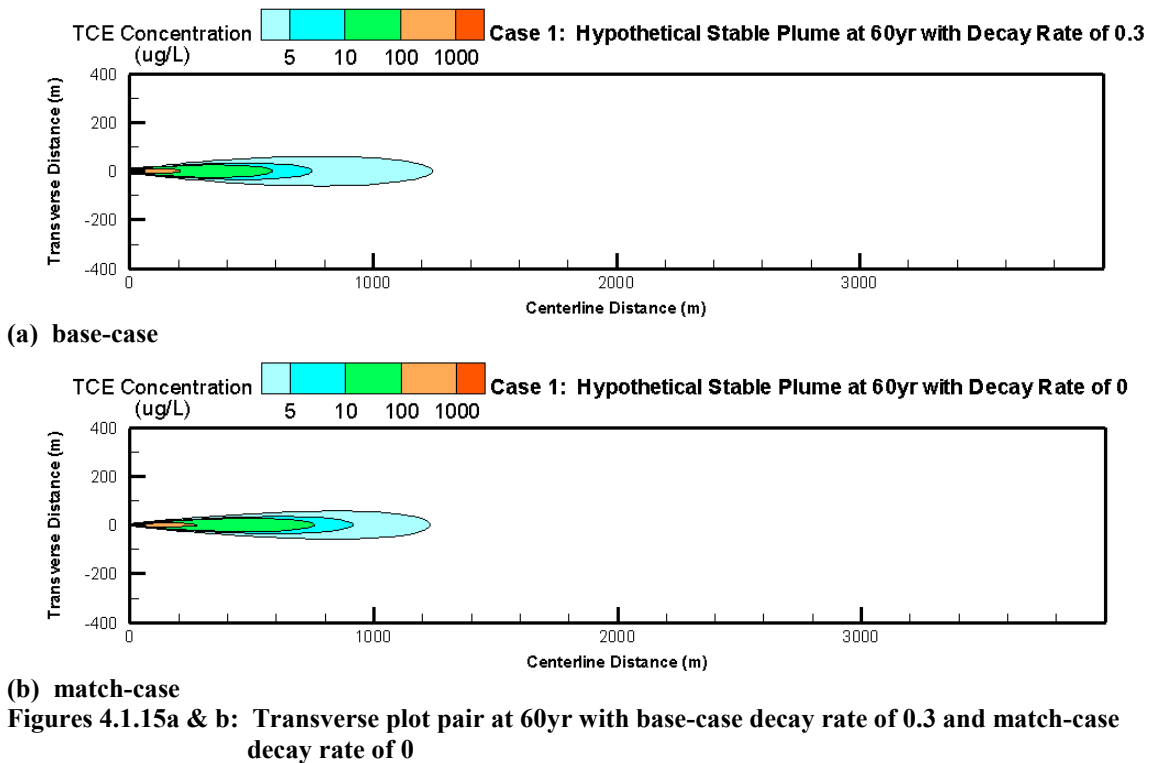 TCE Concentration
(ug/L)
5 10 100 1000
Case 1: Hypothetical Stable Plume at 60yr with Decay Rate of 0.3
Transverse Distance (m)
400
200
0
-200
-400
0 1000 2000 3000
Centerline Distance (m)
(a) base-case
TCE Concentration
(ug/L)
5 10 100 1000
Case 1: Hypothetical Stable Plume at 60yr with Decay Rate of 0
Transverse Distance (m)
400
200
0
-200
-400
0 1000 2000 3000
Centerline Distance (m)
(b) match-case
Figures 4.1.15a & b: Transverse plot pair at 60yr with base-case decay rate of 0.3 and match-case
decay rate of 0